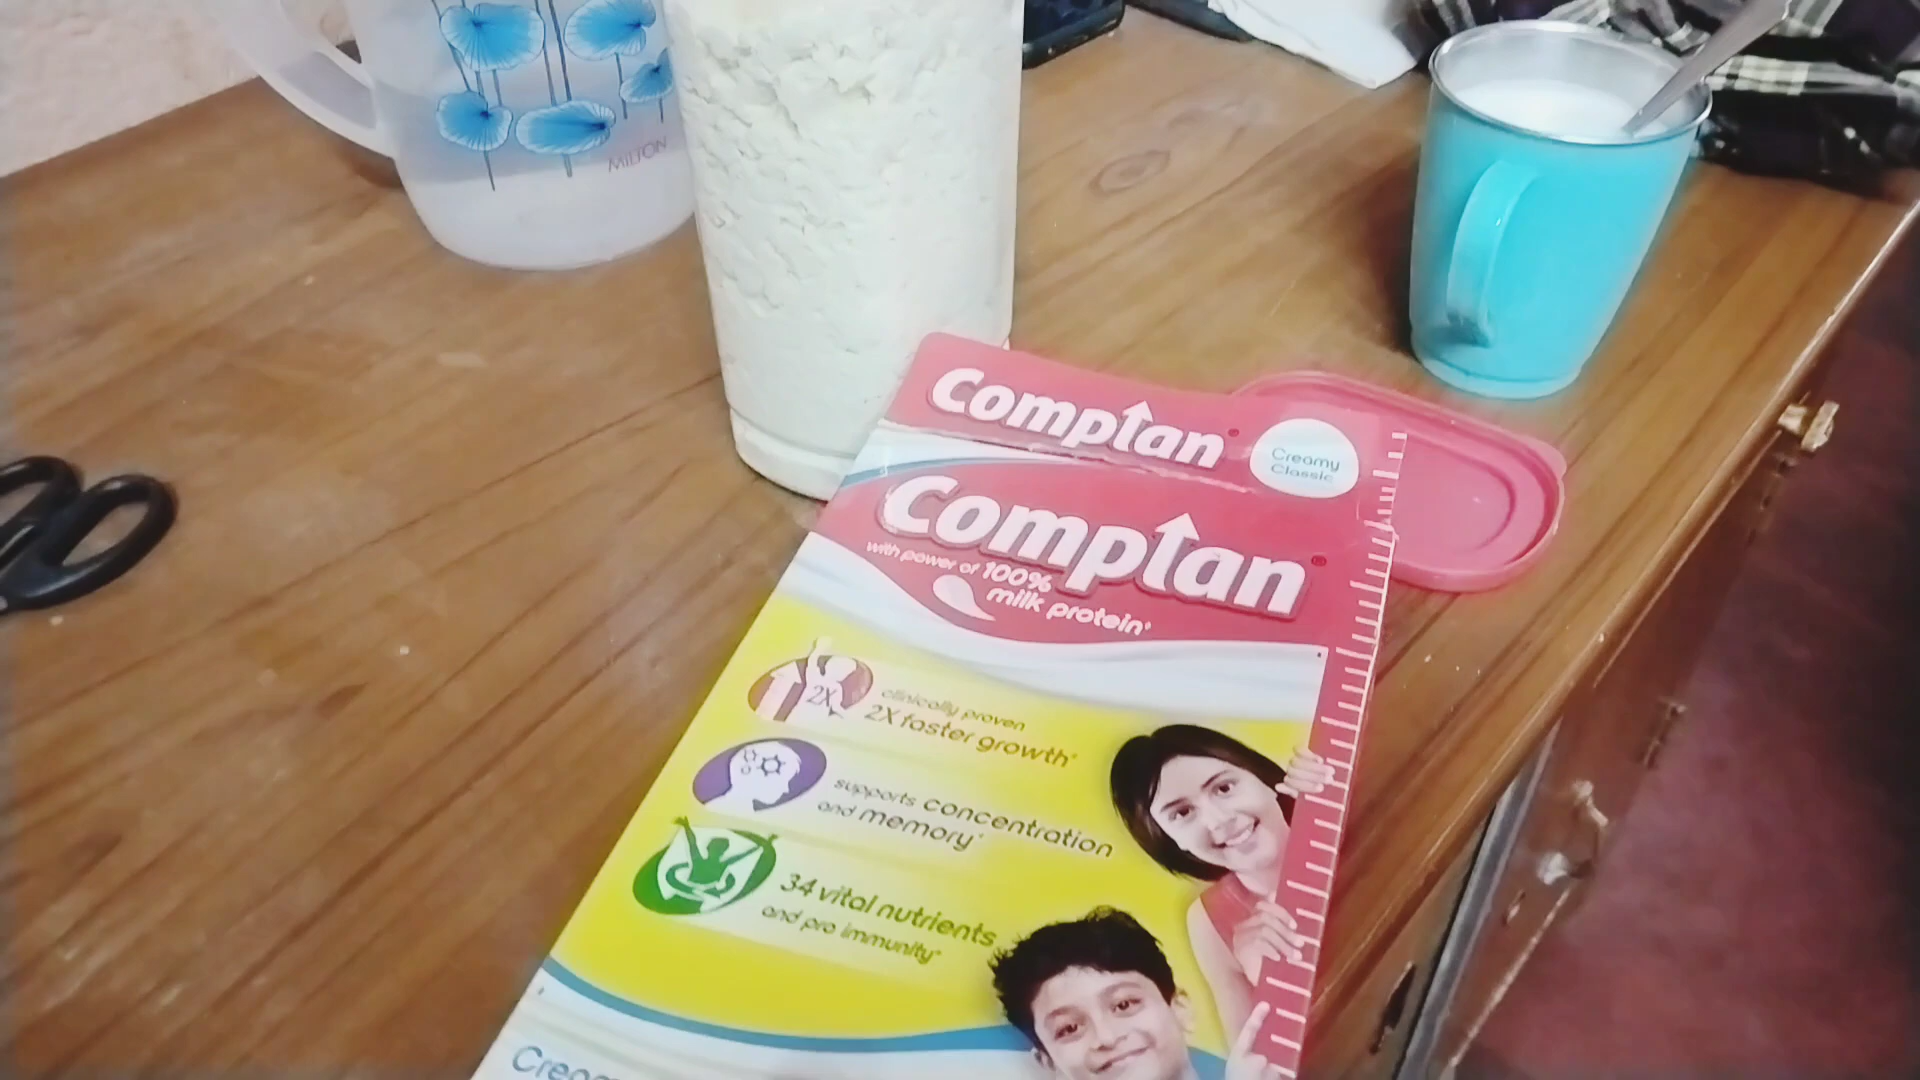 MILTON
Complan
Creamy
Classic
Complan
with power of 100%
milk protein*
2X
clinically proven
2X faster growth*
supports concentration
and memory*
34 vital nutrients
and pro immunity*